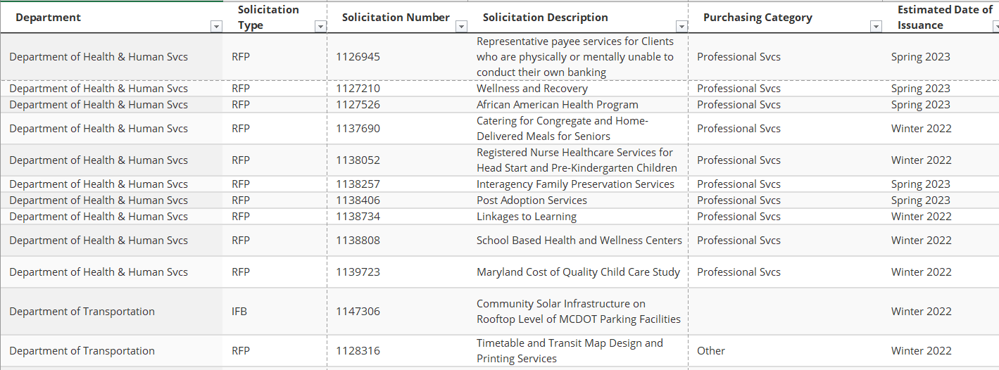 Department Solicitation Type Solicitation Number Solicitation Description Purchasing Category Estimated Date of Issuance
Department of Health & Human Svcs RFP 1126945 Representative payee services for Clients who are physically or mentally unable to conduct their own banking Professional Svcs Spring 2023
Department of Health & Human Svcs RFP 1127210 Wellness and Recovery Professional Svcs Spring 2023
Department of Health & Human Svcs RFP 1127526 African American Health Program Professional Svcs Spring 2023
Department of Health & Human Svcs RFP 1137690 Catering for Congregate and Home-Delivered Meals for Seniors Professional Svcs Winter 2022
Department of Health & Human Svcs RFP 1138052 Registered Nurse Healthcare Services for Head Start and Pre-Kindergarten Children Professional Svcs Winter 2022
Department of Health & Human Svcs RFP 1138257 Interagency Family Preservation Services Professional Svcs Spring 2023
Department of Health & Human Svcs RFP 1138406 Post Adoption Services Professional Svcs Spring 2023
Department of Health & Human Svcs RFP 1138734 Linkages to Learning Professional Svcs Winter 2022
Department of Health & Human Svcs RFP 1138808 School Based Health and Wellness Centers Professional Svcs Winter 2022
Department of Health & Human Svcs RFP 1139723 Maryland Cost of Quality Child Care Study Professional Svcs Winter 2022
Department of Transportation IFB 1147306 Community Solar Infrastructure on Rooftop Level of MCDOT Parking Facilities Winter 2022
Department of Transportation RFP 1128316 Timetable and Transit Map Design and Printing Services Other Winter 2022